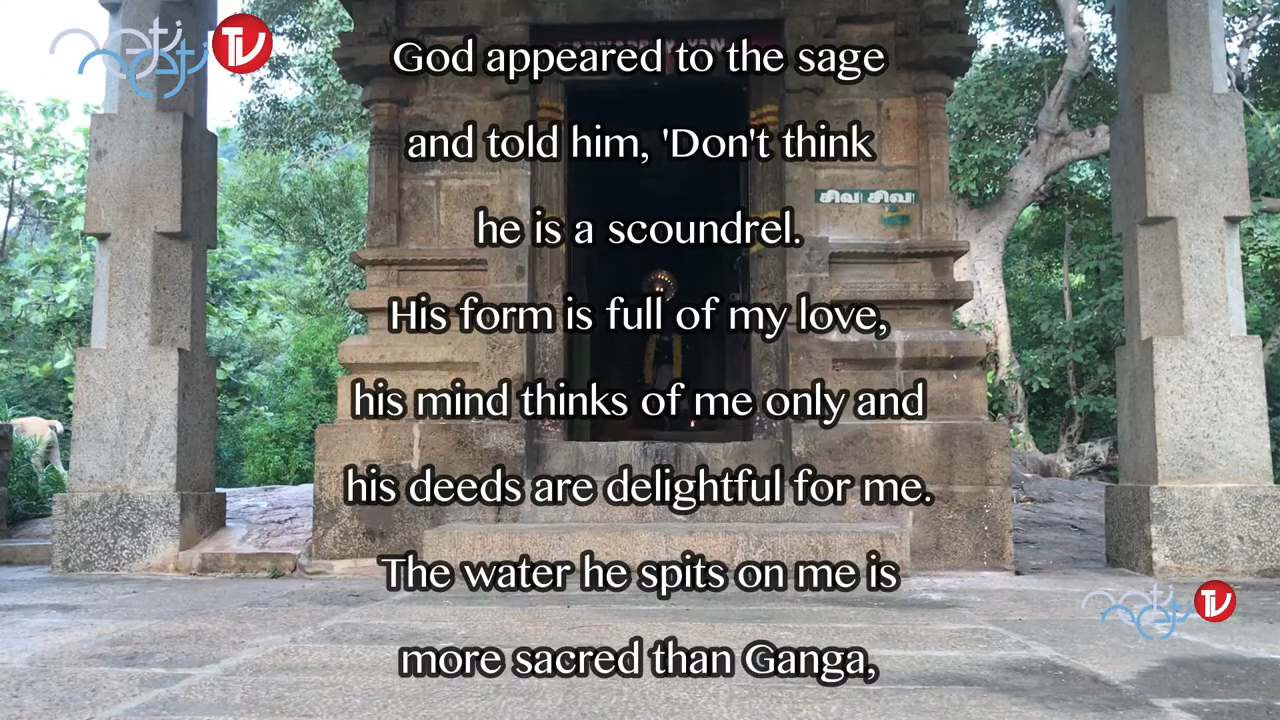 TV
God appeared to the sage
and told him, 'Don't think
he is a scoundrel.
சிவ சிவ
His form is full of my love,
his mind thinks of me only and
his deeds are delightful for me.
The water he spits on me is
TV
more sacred than Ganga,